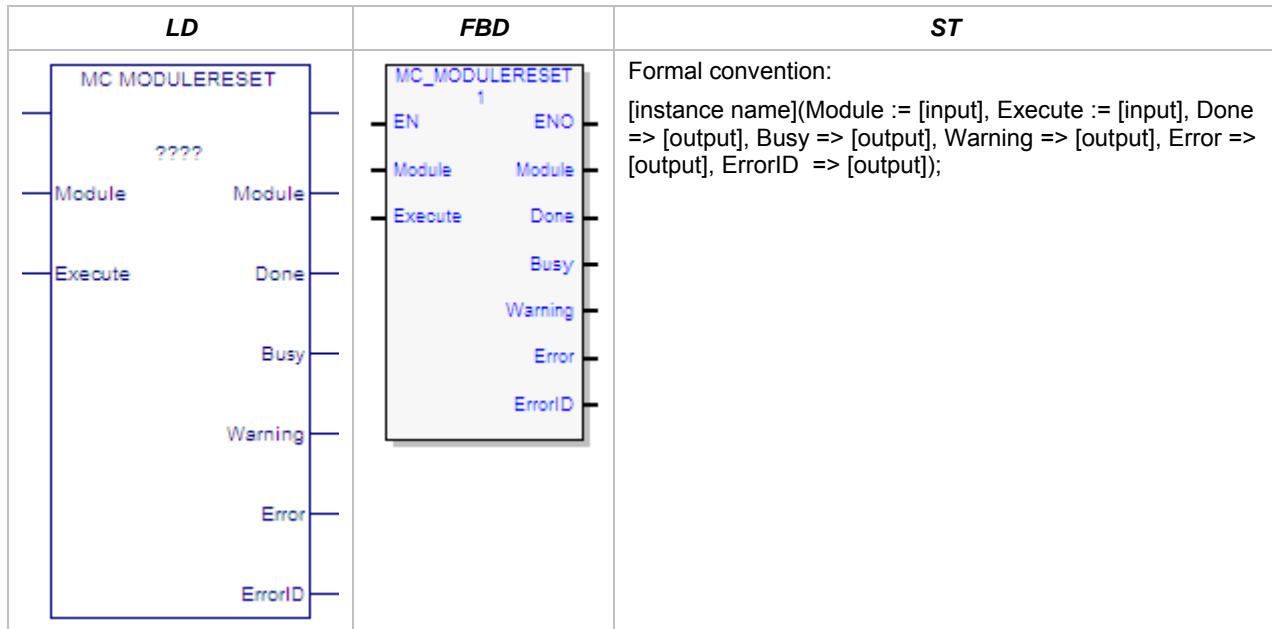 LD
FBD
ST
MC MODULERESET
????
Module Module
Execute Done
Busy
Warning
Error
ErrorID
MC_MODULERESET
1
EN ENO
Module Module
Execute Done
Busy
Warning
Error
ErrorID
Formal convention:
[instance name](Module := [input], Execute := [input], Done
=> [output], Busy => [output], Warning => [output], Error =>
[output], ErrorID => [output]);